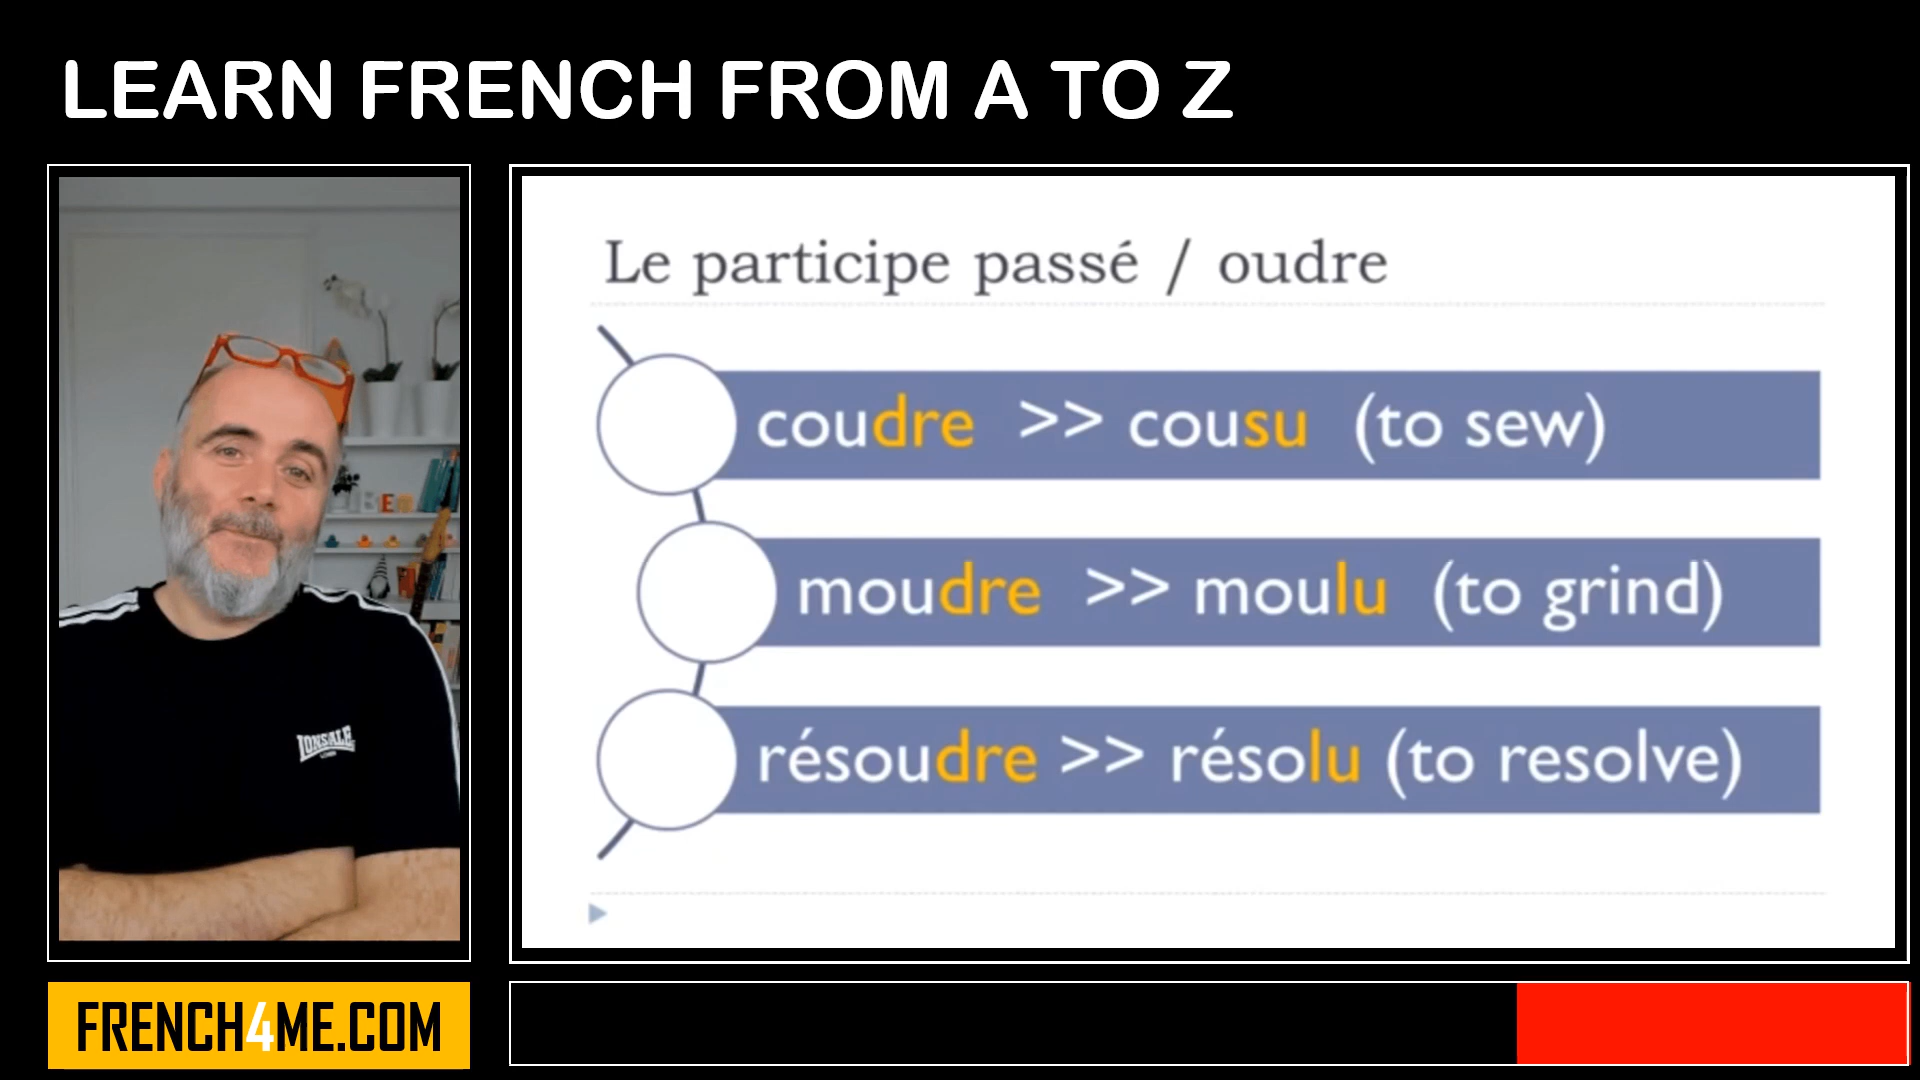 LEARN FRENCH FROM A TO Z
Le participe passé / oudre
coudre >> cousu (to sew)
moudre >> moulu (to grind)
résoudre >> résolu (to resolve)
LONSDALE
FRENCH4ME.COM